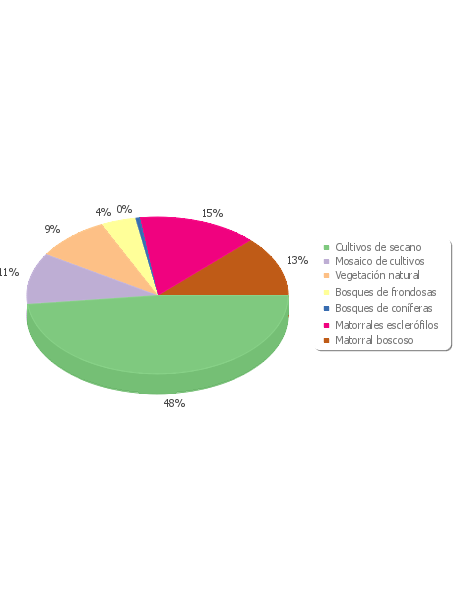 4%
0%
15%
9%
13%
11%
48%
Cultivos de secano
Mosaico de cultivos
Vegetación natural
Bosques de frondosas
Bosques de coníferas
Matorrales esclerófilos
Matorral boscoso